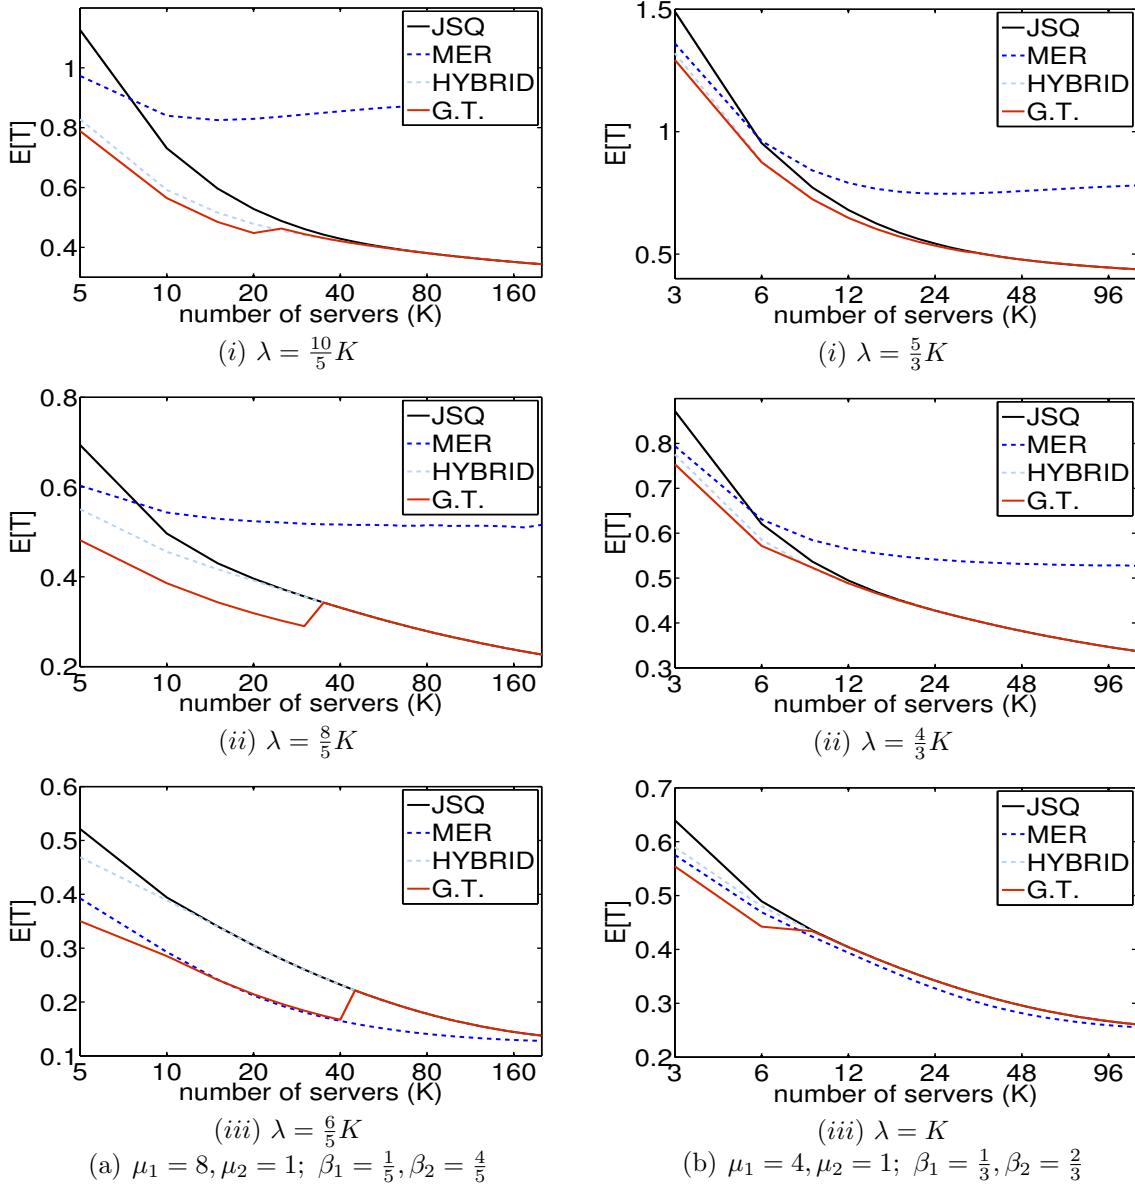 JSQ
MER
HYBRID
G.T.
E[T]
1
0.8
0.6
0.4
5 10 20 40 80 160
number of servers (K)
(i) λ = 10/5 K
JSQ
MER
HYBRID
G.T.
E[T]
1.5
1
0.5
3 6 12 24 48 96
number of servers (K)
(i) λ = 5/3 K
JSQ
MER
HYBRID
G.T.
E[T]
0.8
0.6
0.4
0.2
5 10 20 40 80 160
number of servers (K)
(ii) λ = 8/5 K
JSQ
MER
HYBRID
G.T.
E[T]
0.8
0.7
0.6
0.5
0.4
0.3
3 6 12 24 48 96
number of servers (K)
(ii) λ = 4/3 K
JSQ
MER
HYBRID
G.T.
E[T]
0.6
0.5
0.4
0.3
0.2
0.1
5 10 20 40 80 160
number of servers (K)
(iii) λ = 6/5 K
(a) μ₁ = 8, μ₂ = 1; β₁ = 1/5, β₂ = 4/5
JSQ
MER
HYBRID
G.T.
E[T]
0.7
0.6
0.5
0.4
0.3
0.2
3 6 12 24 48 96
number of servers (K)
(iii) λ = K
(b) μ₁ = 4, μ₂ = 1; β₁ = 1/3, β₂ = 2/3